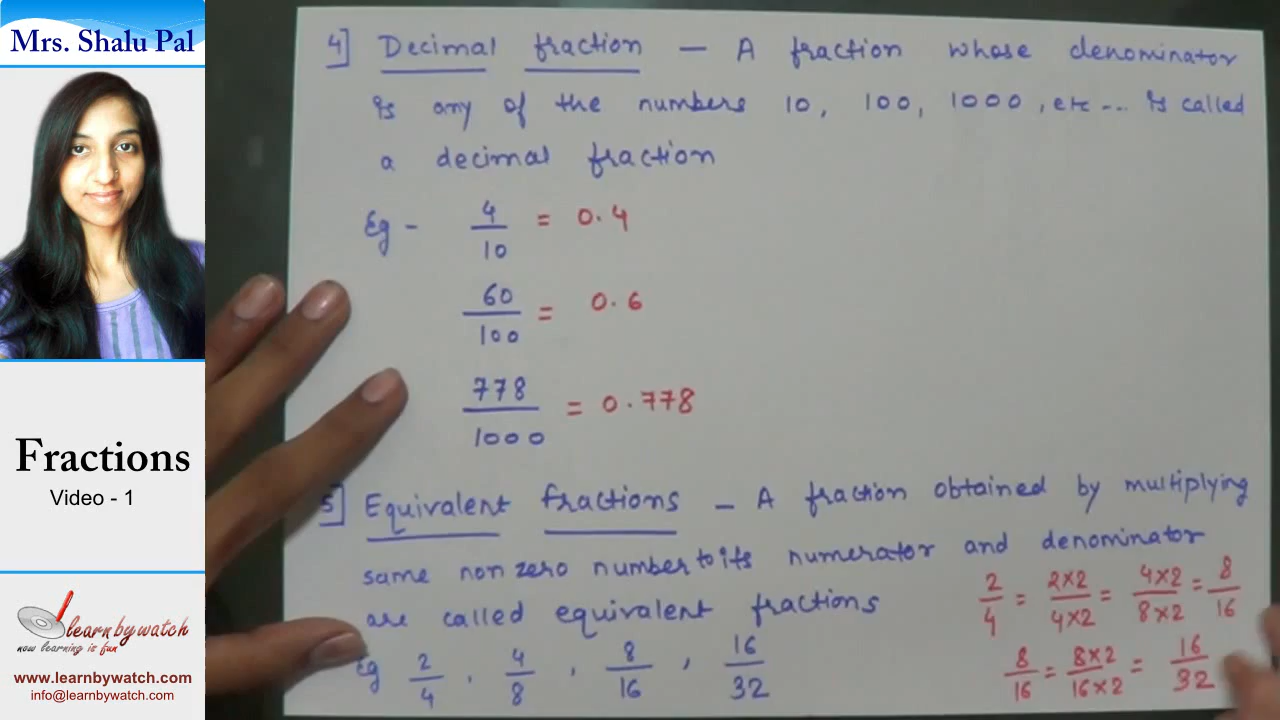 Mrs. Shalu Pal
Fractions
Video - 1
learnbywatch
now learning is fun
www.learnbywatch.com
info@learnbywatch.com
4] Decimal fraction — A fraction whose denominator
is any of the numbers 10, 100, 1000, etc... is called
a decimal fraction
Eg - 4/10 = 0.4
60/100 = 0.6
778/1000 = 0.778
5] Equivalent fractions — A fraction obtained by multiplying
same non zero number to its numerator and denominator
are called equivalent fractions
Eg 2/4, 4/8, 8/16, 16/32
2/4 = 2×2/4×2 = 4×2/8×2 = 8/16
8/16 = 8×2/16×2 = 16/32